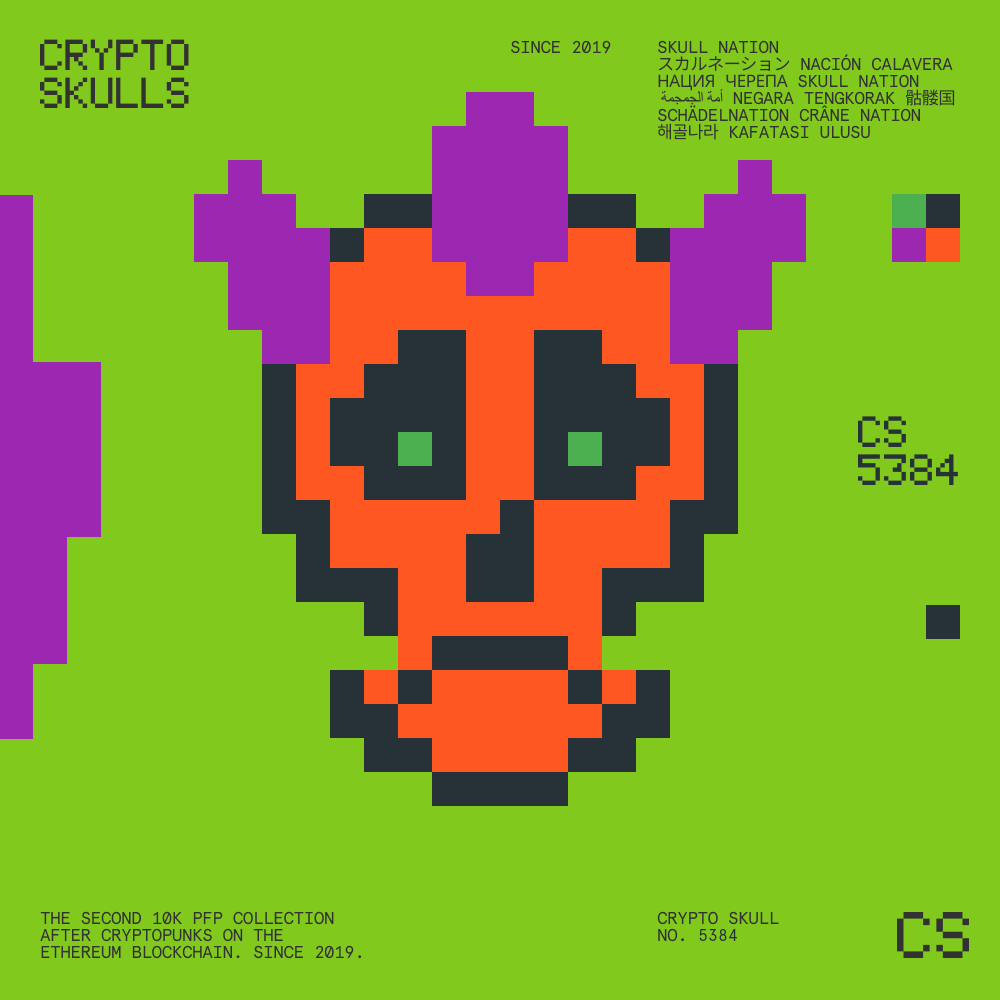 CRYPTO
SKULLS
SINCE 2019
SKULL NATION
スカルネーション NACIÓN CALAVERA
НАЦИЯ ЧЕРЕПА SKULL NATION
أمة الجمجمة NEGARA TENGKORAK 骷髅国
SCHÄDELNATION CRÂNE NATION
해골나라 KAFATASI ULUSU
CS
5384
THE SECOND 10K PFP COLLECTION
AFTER CRYPTOPUNKS ON THE
ETHEREUM BLOCKCHAIN. SINCE 2019.
CRYPTO SKULL
NO. 5384
CS